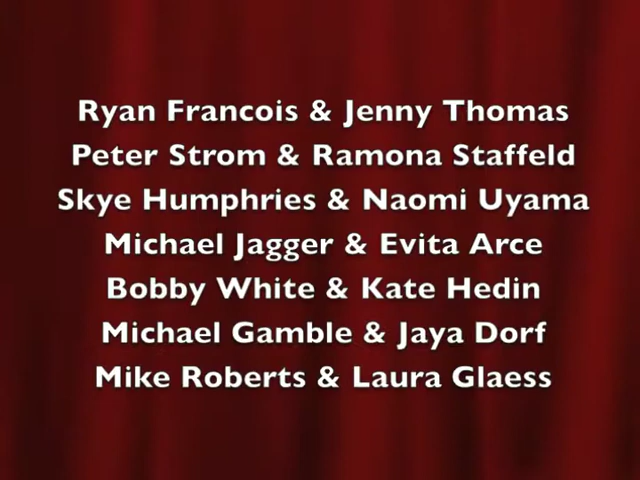 Ryan Francois & Jenny Thomas
Peter Strom & Ramona Staffeld
Skye Humphries & Naomi Uyama
Michael Jagger & Evita Arce
Bobby White & Kate Hedin
Michael Gamble & Jaya Dorf
Mike Roberts & Laura Glaess